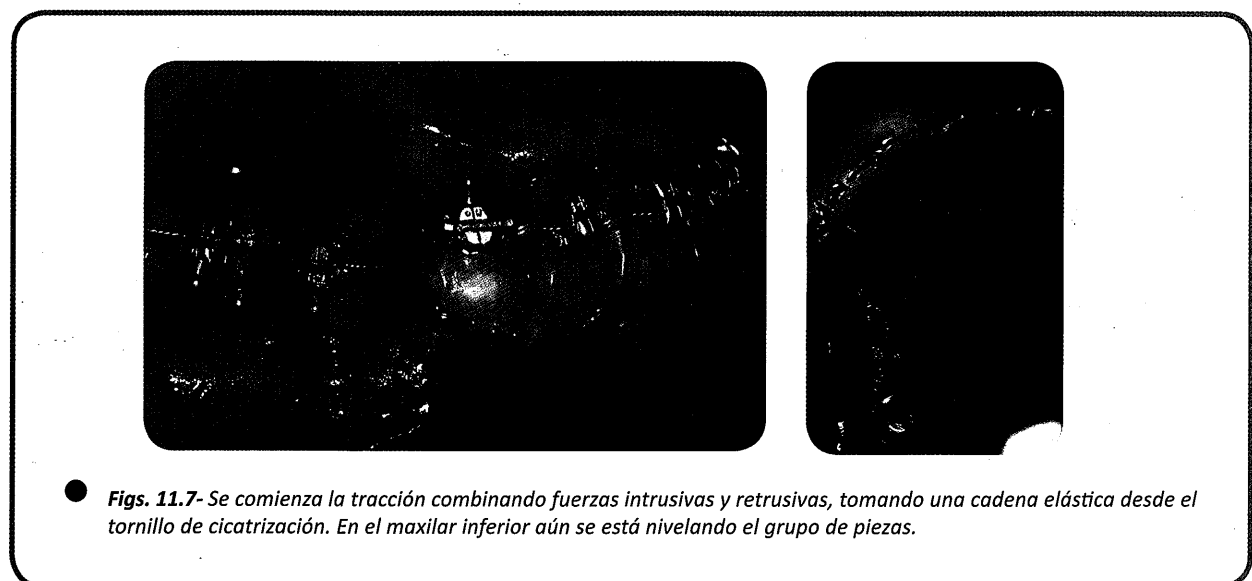 Figs. 11.7- Se comienza la tracción combinando fuerzas intrusivas y retrusivas, tomando una cadena elástica desde el
tornillo de cicatrización. En el maxilar inferior aún se está nivelando el grupo de piezas.